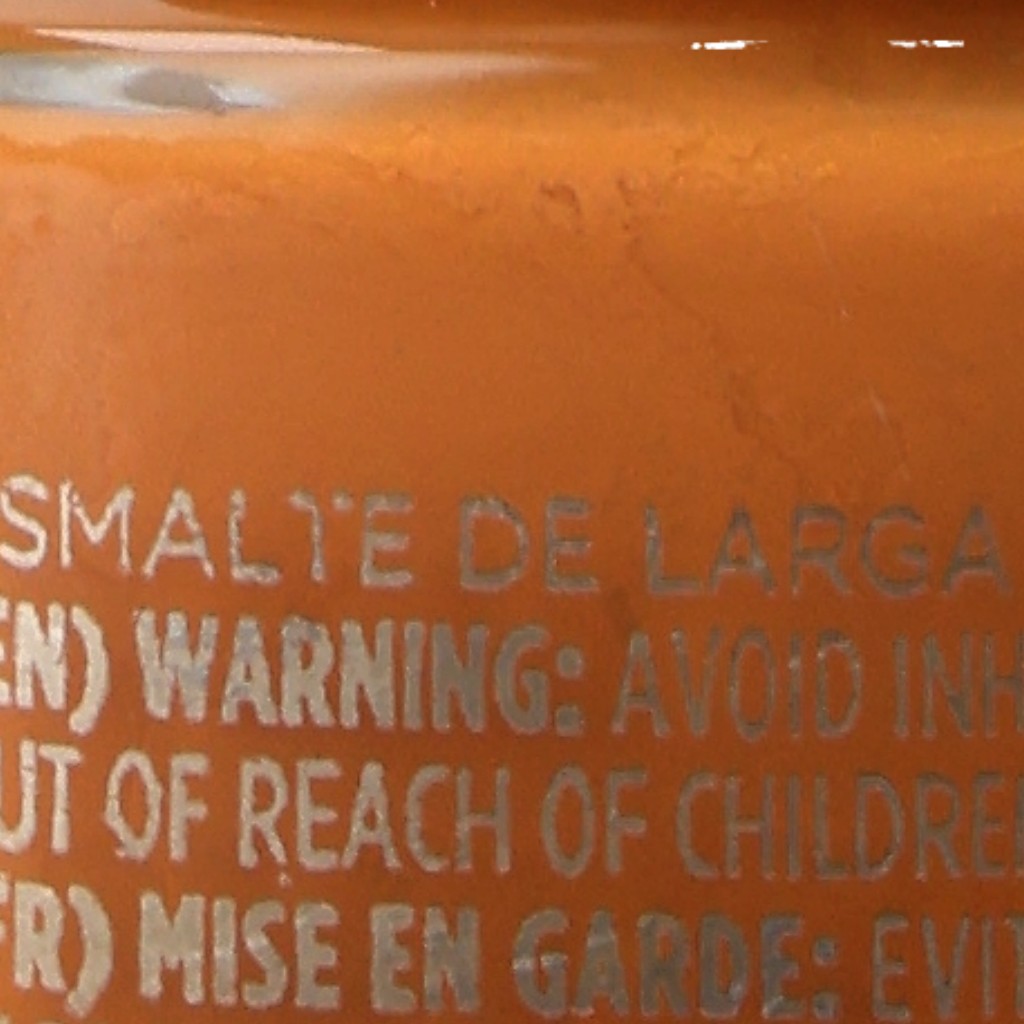 SMALTE DE LARGA
EN) WARNING: AVOID INH
UT OF REACH OF CHILDRE
FR) MISE EN GARDE: EVIT